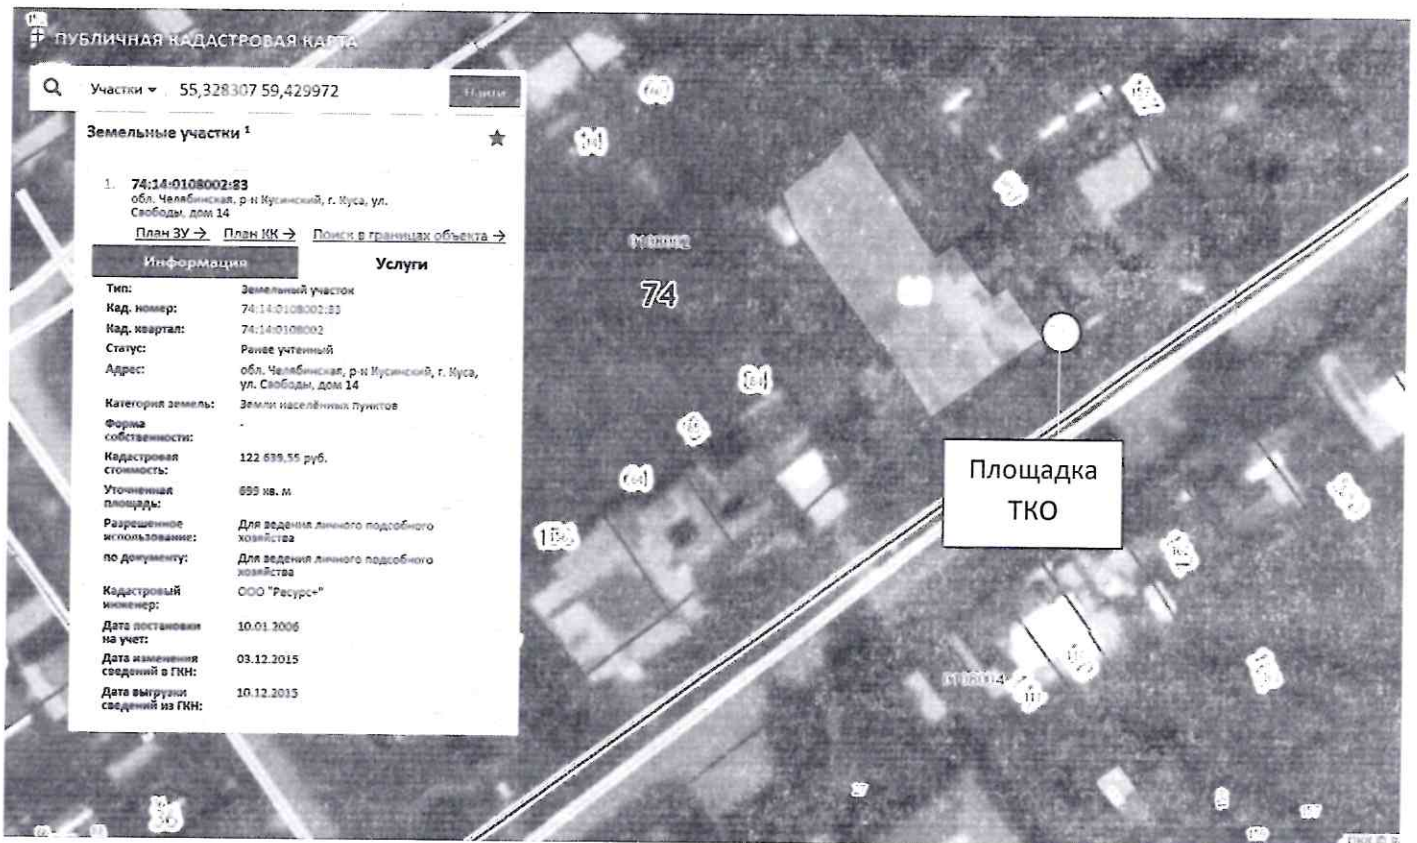 ПУБЛИЧНАЯ КАДАСТРОВАЯ КАРТА
Участки 55,328307 59,429972 Найти
Земельные участки 1
1. 74:14:0108002:83
обл. Челябинская, р-н Кусинский, г. Куса, ул.
Свободы, дом 14
План ЗУ → План КК → Поиск в границах объекта →
Информация Услуги
Тип: Земельный участок
Кад. номер: 74:14:0108002:83
Кад. квартал: 74:14:0108002
Статус: Ранее учтенный
Адрес: обл. Челябинская, р-н Кусинский, г. Куса,
ул. Свободы, дом 14
Категория земель: Земли населённых пунктов
Форма
собственности: -
Кадастровая
стоимость: 122 639,55 руб.
Уточненная
площадь: 699 кв. м
Разрешенное
использование: Для ведения личного подсобного
хозяйства
по документу: Для ведения личного подсобного
хозяйства
Кадастровый
инженер: ООО "Ресурс+"
Дата постановки
на учет: 10.01.2006
Дата изменения
сведений в ГКН: 03.12.2015
Дата выгрузки
сведений из ГКН: 10.12.2015
0108002
74
Площадка
ТКО
0108004
27